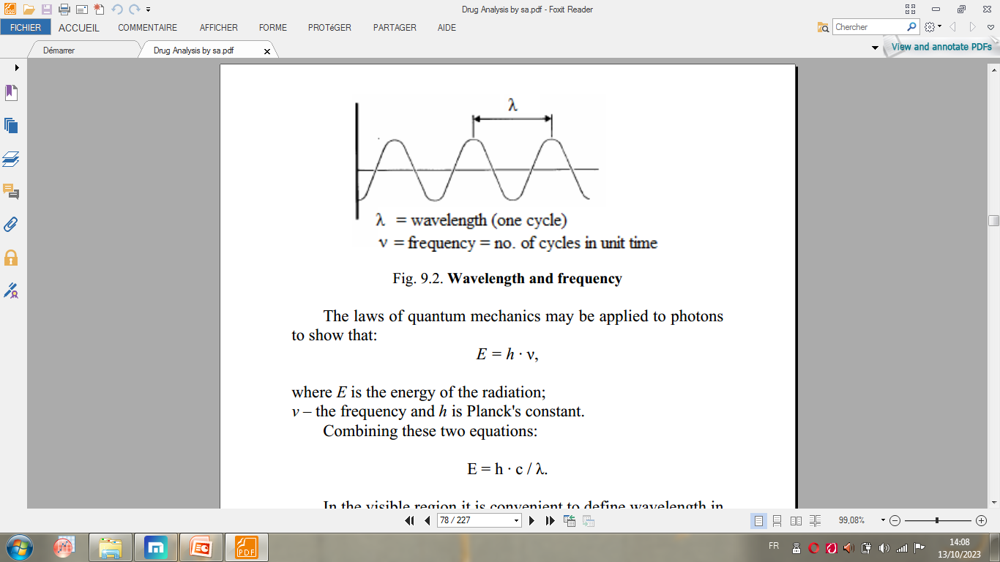 Drug Analysis by sa.pdf - Foxit Reader
FICHIER ACCUEIL COMMENTAIRE AFFICHER FORME PROTéGER PARTAGER AIDE
Chercher
Démarrer
Drug Analysis by sa.pdf
View and annotate PDFs
λ
λ = wavelength (one cycle)
ν = frequency = no. of cycles in unit time
Fig. 9.2. Wavelength and frequency
The laws of quantum mechanics may be applied to photons
to show that:
E = h · ν,
where E is the energy of the radiation;
ν – the frequency and h is Planck's constant.
Combining these two equations:
E = h · c / λ.
In the visible region it is convenient to define wavelength in
78 / 227
99,08%
PDF
FR
14:08
13/10/2023